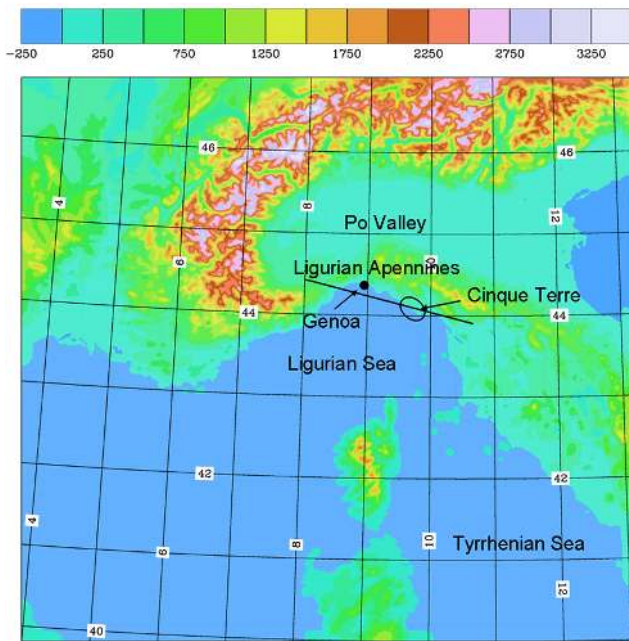 -250 250 750 1250 1750 2250 2750 3250
46 46
4 8 12
Po Valley
6 10
Ligurian Apennines
Cinque Terre
44 Genoa 44
Ligurian Sea
42 42
4 6 8 10 Tyrrhenian Sea
12
40